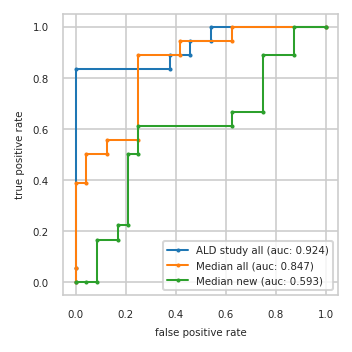 1.0
0.8
0.6
0.4
0.2
0.0
true positive rate
ALD study all (auc: 0.924)
Median all (auc: 0.847)
Median new (auc: 0.593)
0.0 0.2 0.4 0.6 0.8 1.0
false positive rate